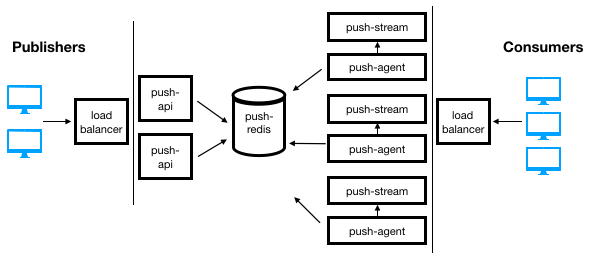 Publishers
load
balancer
push-
api
push-
api
push-
redis
push-stream
push-agent
push-stream
push-agent
push-stream
push-agent
Consumers
load
balancer